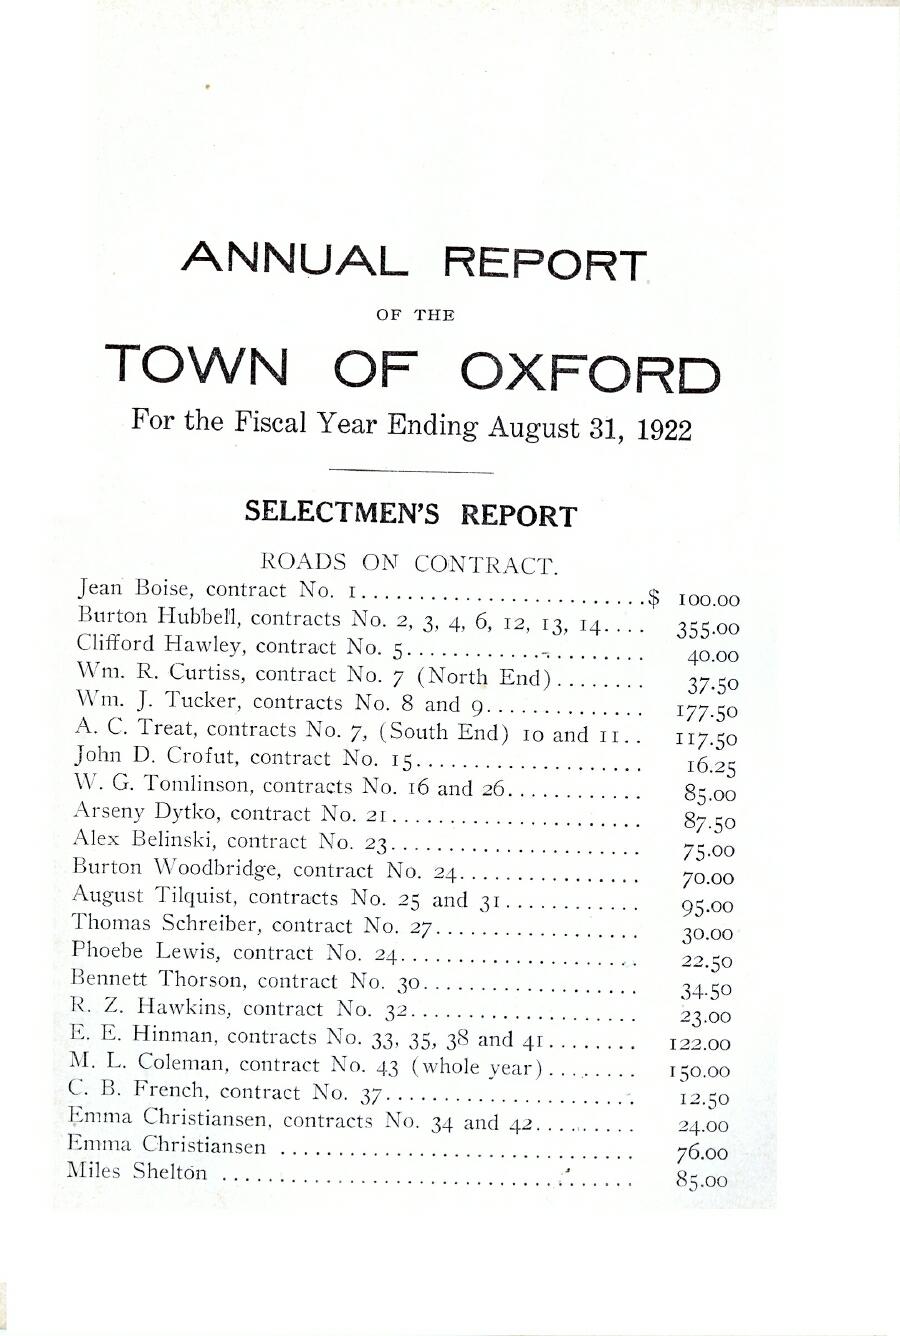 ANNUAL REPORT
OF THE
TOWN OF OXFORD
For the Fiscal Year Ending August 31, 1922
SELECTMEN'S REPORT
ROADS ON CONTRACT.
Jean Boise, contract No. 1.........................$ 100.00
Burton Hubbell, contracts No. 2, 3, 4, 6, 12, 13, 14.... 355.00
Clifford Hawley, contract No. 5..................... 40.00
Wm. R. Curtiss, contract No. 7 (North End)........ 37.50
Wm. J. Tucker, contracts No. 8 and 9.............. 177.50
A. C. Treat, contracts No. 7, (South End) 10 and 11.. 117.50
John D. Crofut, contract No. 15.................... 16.25
W. G. Tomlinson, contracts No. 16 and 26............ 85.00
Arseny Dytko, contract No. 21...................... 87.50
Alex Belinski, contract No. 23...................... 75.00
Burton Woodbridge, contract No. 24................ 70.00
August Tilquist, contracts No. 25 and 31............ 95.00
Thomas Schreiber, contract No. 27.................. 30.00
Phoebe Lewis, contract No. 24..................... 22.50
Bennett Thorson, contract No. 30................... 34.50
R. Z. Hawkins, contract No. 32.................... 23.00
E. E. Hinman, contracts No. 33, 35, 38 and 41........ 122.00
M. L. Coleman, contract No. 43 (whole year)........ 150.00
C. B. French, contract No. 37...................... 12.50
Emma Christiansen, contracts No. 34 and 42......... 24.00
Emma Christiansen ............................... 76.00
Miles Shelton .................................... 85.00